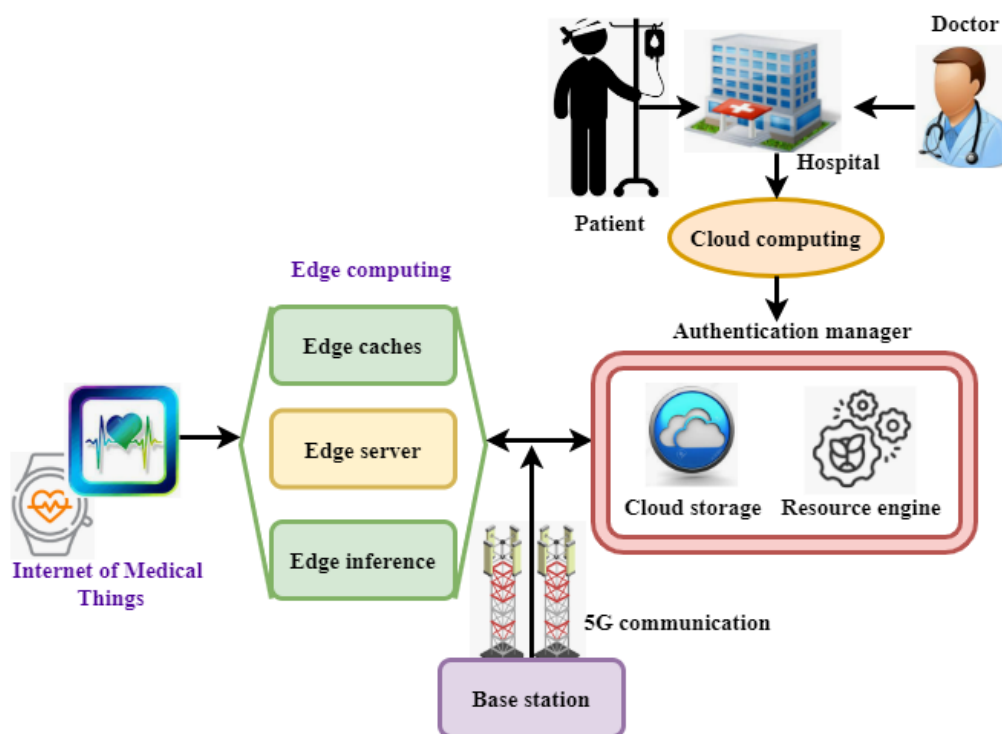 Doctor
Hospital
Patient
Cloud computing
Edge computing
Authentication manager
Edge caches
Edge server
Cloud storage
Resource engine
Edge inference
Internet of Medical
Things
5G communication
Base station